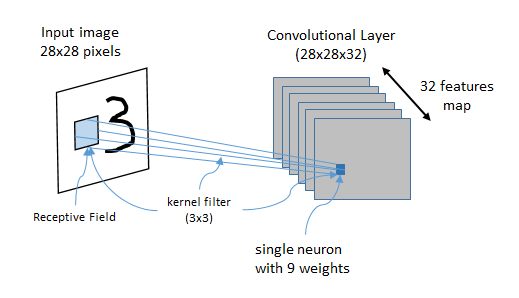 Input image
28x28 pixels
Convolutional Layer
(28x28x32)
32 features
map
3
kernel filter
(3x3)
Receptive Field
single neuron
with 9 weights